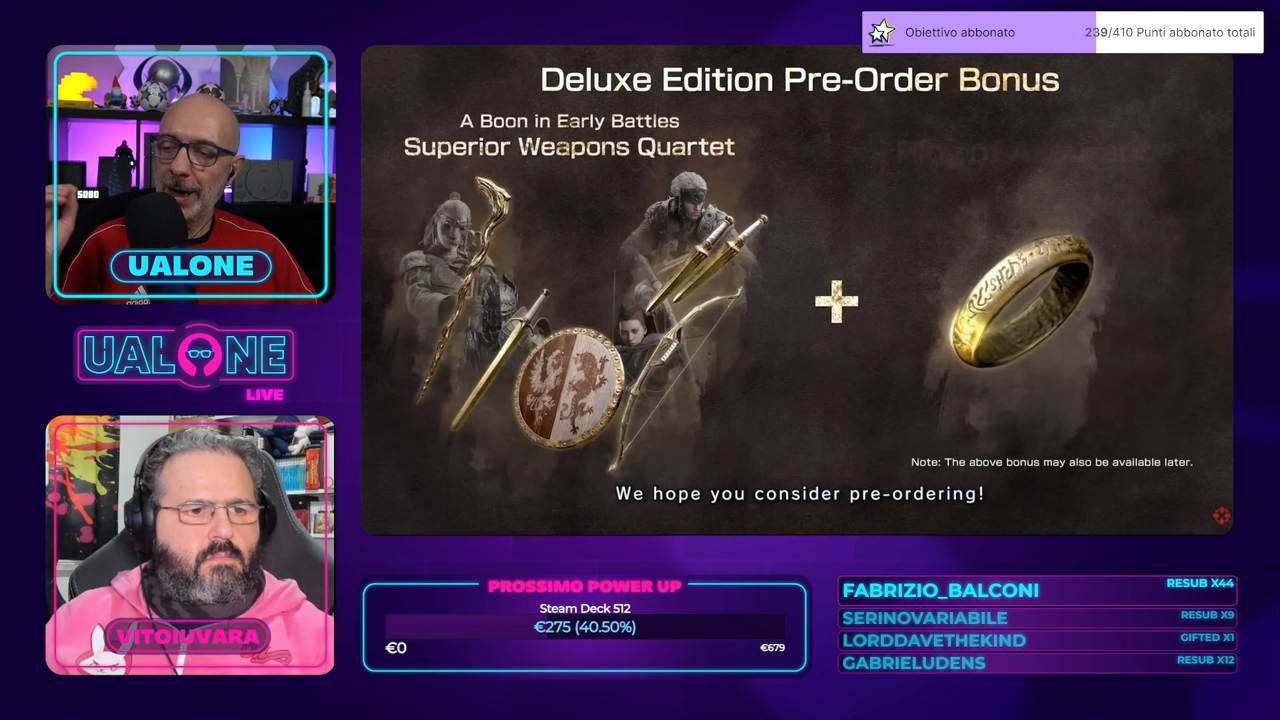 Obiettivo abbonato
239/410 Punti abbonato totali
Deluxe Edition Pre-Order Bonus
A Boon in Early Battles
Superior Weapons Quartet
5080
UALONE
adidas
UALONE
LIVE
Note: The above bonus may also be available later.
We hope you consider pre-ordering!
VITOIUVARA
PROSSIMO POWER UP
Steam Deck 512
€275 (40.50%)
€0
€679
FABRIZIO_BALCONI
RESUB X44
SERINOVARIABILE
RESUB X9
LORDDAVETHEKIND
GIFTED X1
GABRIELUDENS
RESUB X12